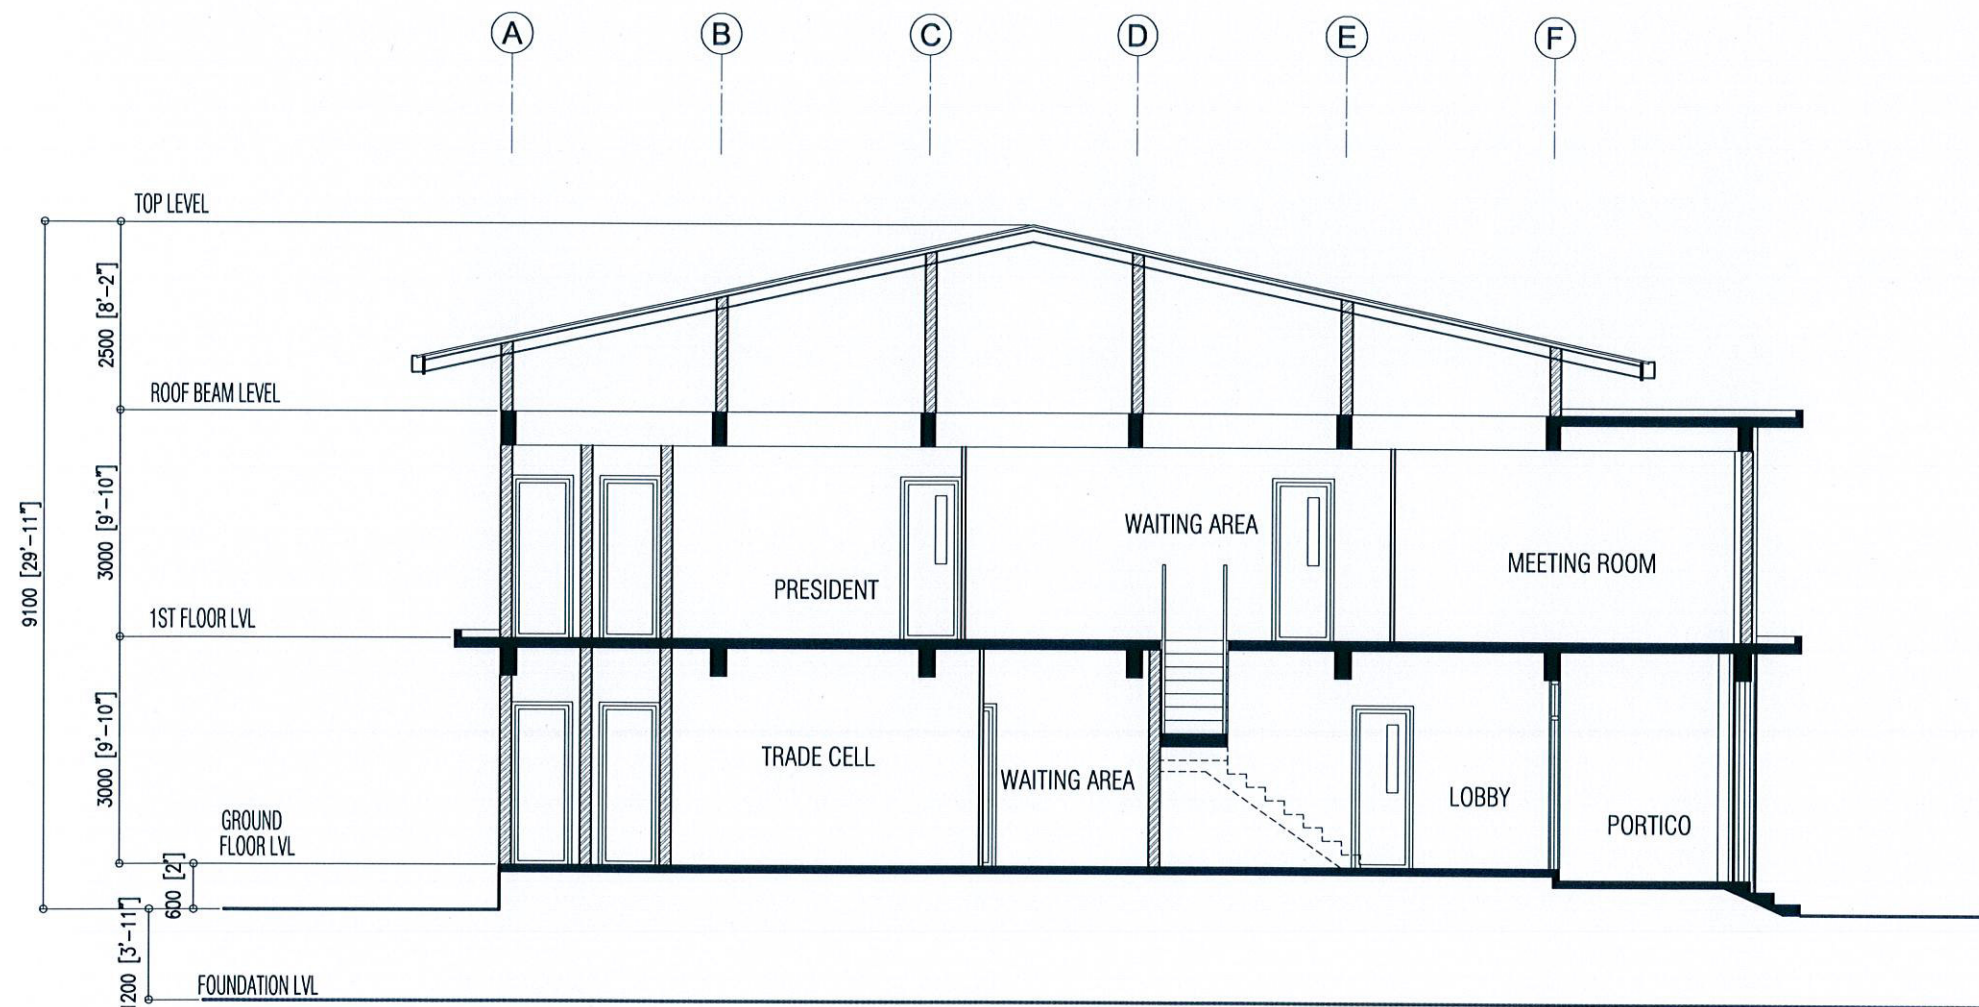 A
B
C
D
E
F
TOP LEVEL
2500 [8'-2"]
ROOF BEAM LEVEL
9100 [29'-11"]
3000 [9'-10"]
WAITING AREA
MEETING ROOM
PRESIDENT
1ST FLOOR LVL
3000 [9'-10"]
TRADE CELL
WAITING AREA
LOBBY
PORTICO
GROUND
FLOOR LVL
600 [2']
[3'-11"]
FOUNDATION LVL